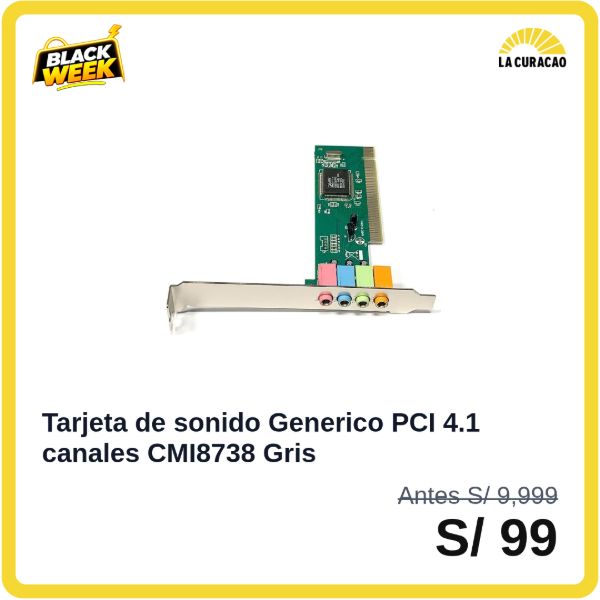 BLACK
WEEK
LA CURACAO
Tarjeta de sonido Generico PCI 4.1
canales CMI8738 Gris
Antes S/ 9,999
S/ 99